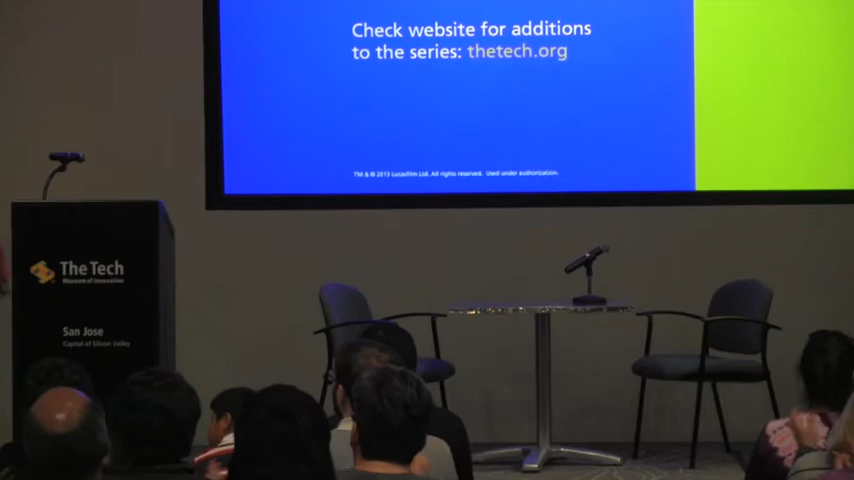 Check website for additions
to the series: thetech.org
TM & © 2013 Lucasfilm Ltd. All rights reserved. Used under authorization.
The Tech
Museum of Innovation
San Jose
Capital of Silicon Valley